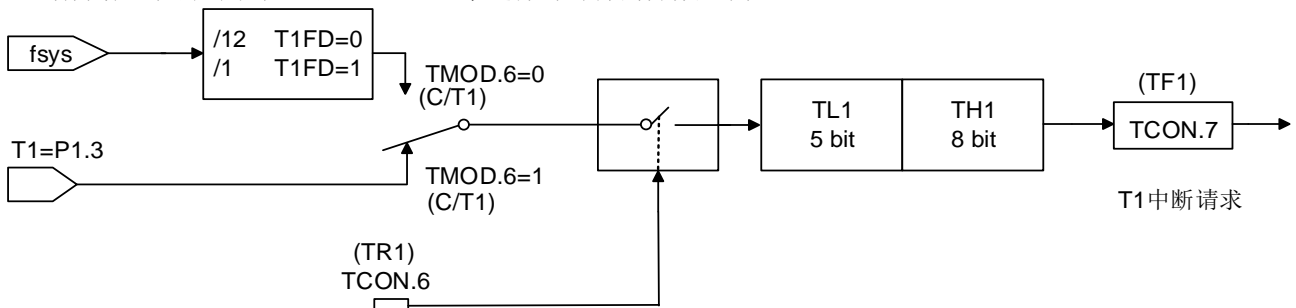 fsys
/12 T1FD=0
/1 T1FD=1
TMOD.6=0
(C/T1)
T1=P1.3
TMOD.6=1
(C/T1)
(TR1)
TCON.6
TL1
5 bit
TH1
8 bit
(TF1)
TCON.7
T1中断请求